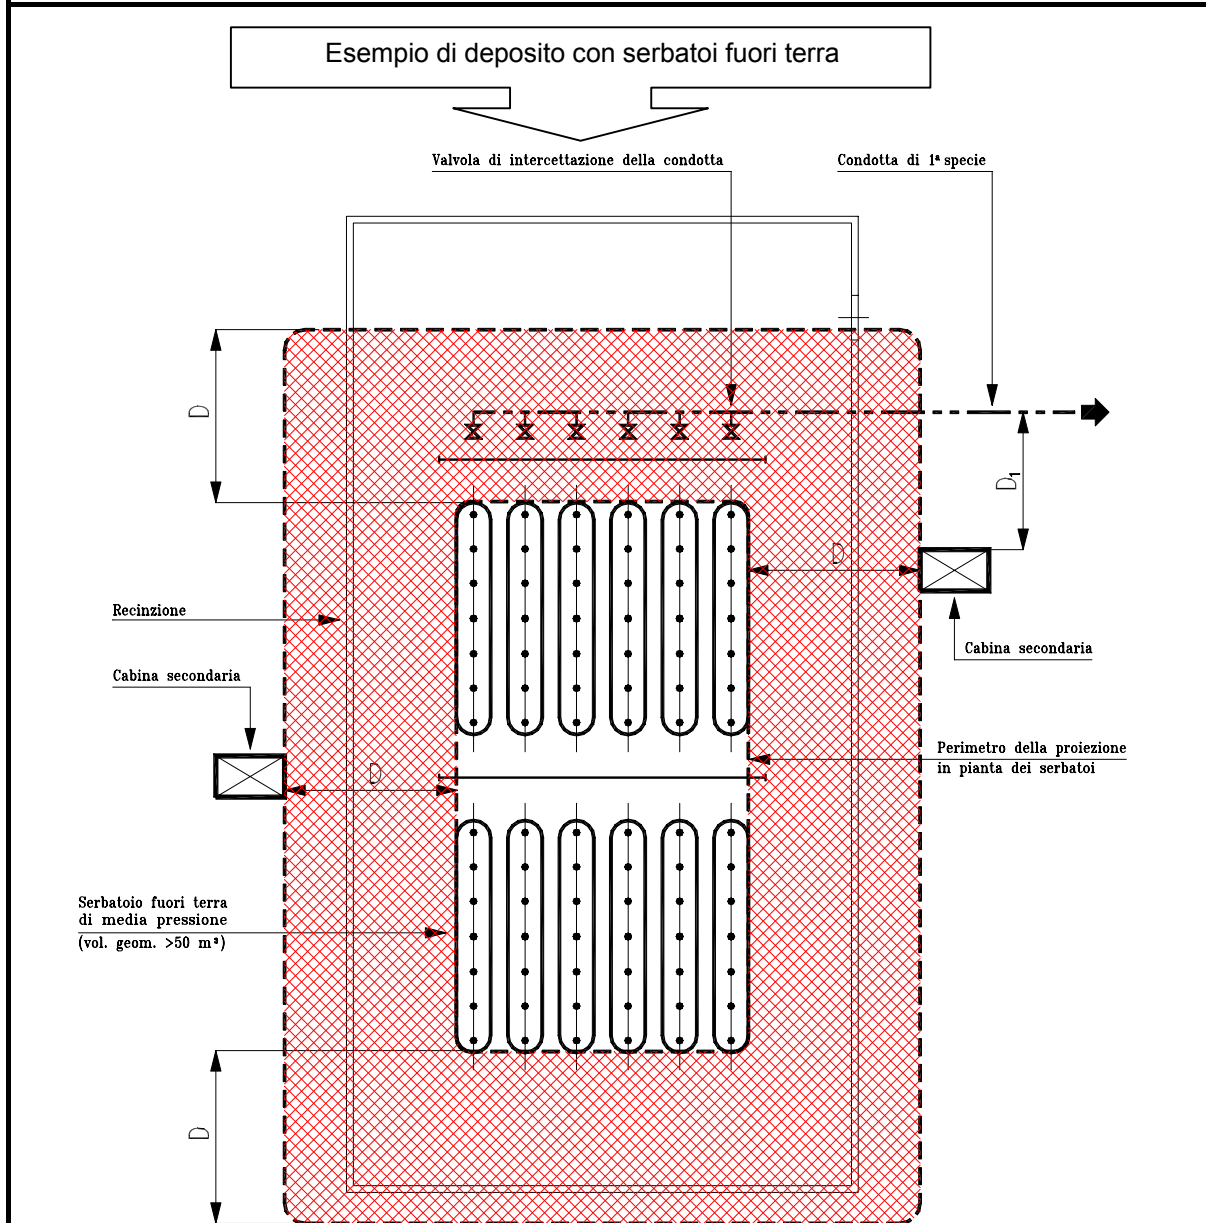 Esempio di deposito con serbatoi fuori terra
Valvola di intercettazione della condotta
Condotta di 1ª specie
D
D₁
D
Recinzione
Cabina secondaria
Cabina secondaria
Perimetro della proiezione
in pianta dei serbatoi
D
Serbatoio fuori terra
di media pressione
(vol. geom. >50 m³)
D